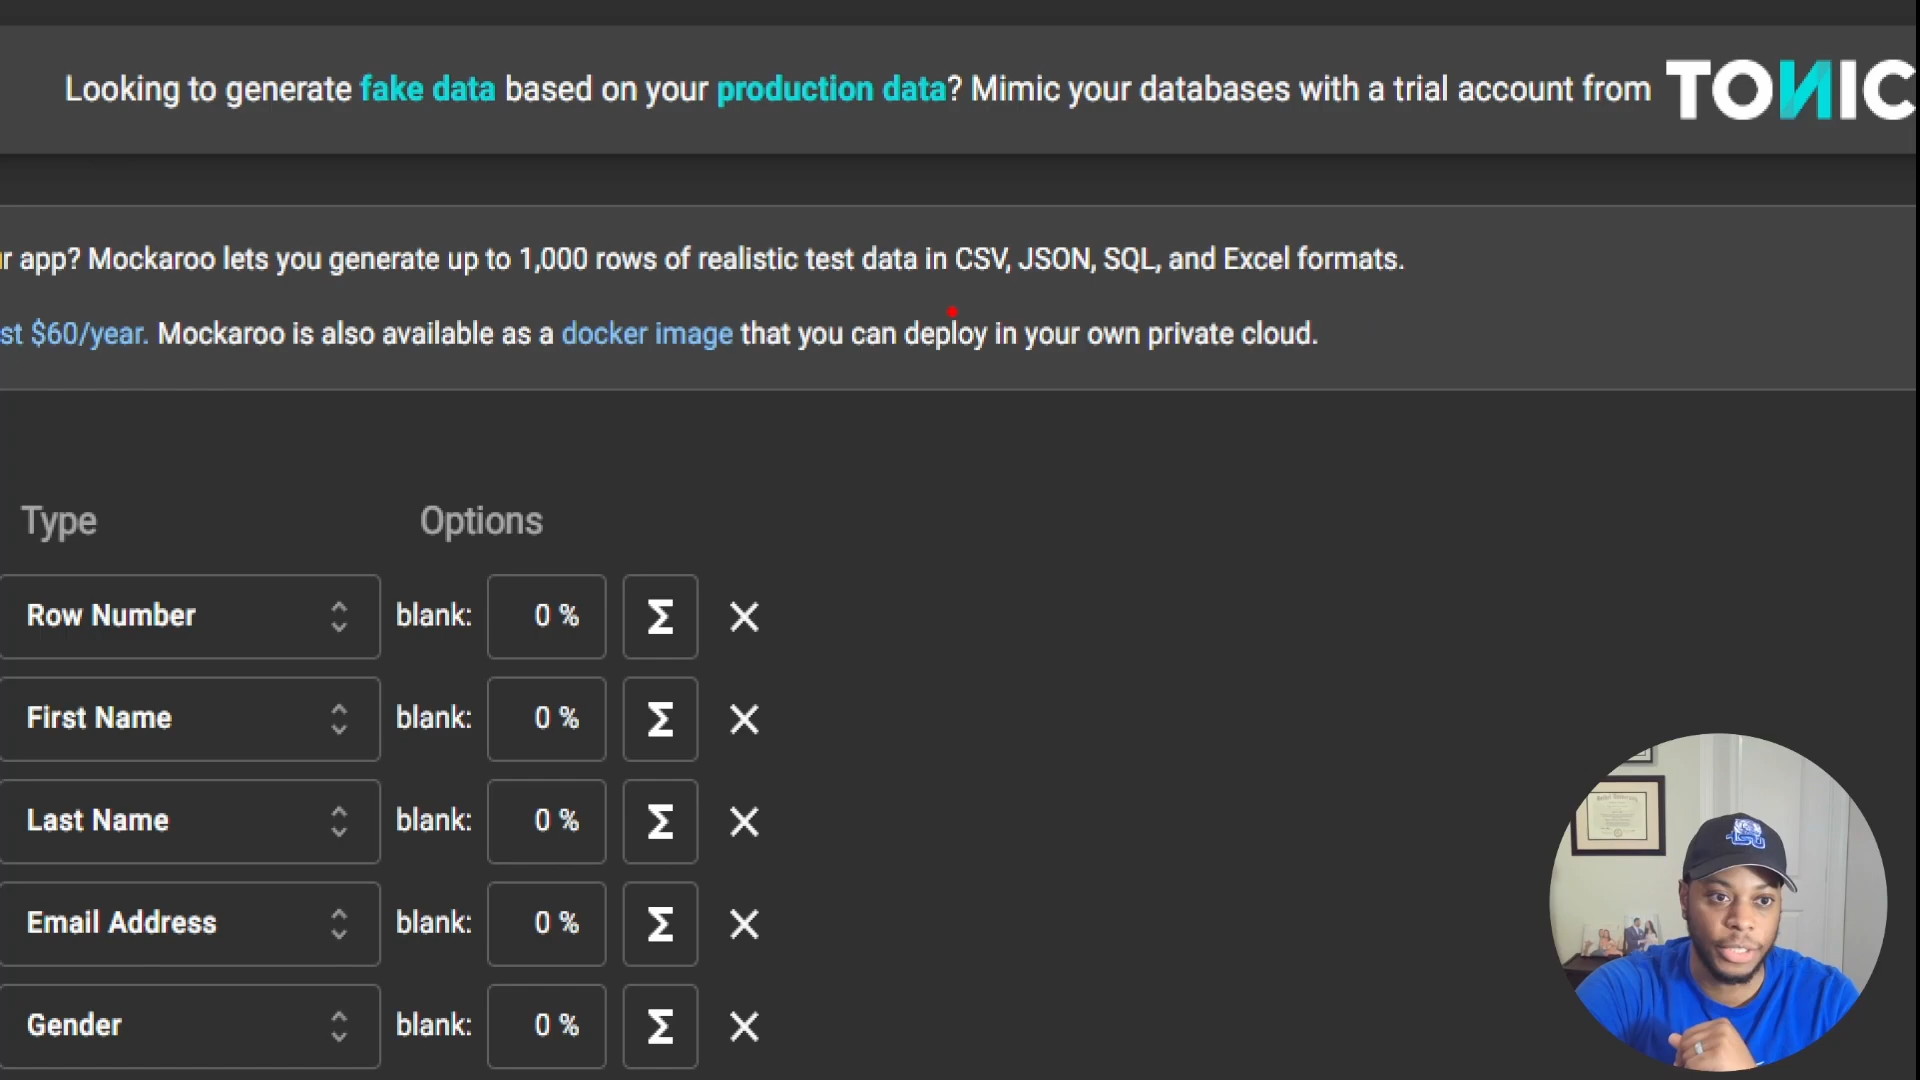 Looking to generate fake data based on your production data? Mimic your databases with a trial account from TONIC
r app? Mockaroo lets you generate up to 1,000 rows of realistic test data in CSV, JSON, SQL, and Excel formats.
st $60/year. Mockaroo is also available as a docker image that you can deploy in your own private cloud.
Type Options
Row Number blank: 0 % Σ
First Name blank: 0 % Σ
Last Name blank: 0 % Σ
Email Address blank: 0 % Σ
Gender blank: 0 % Σ